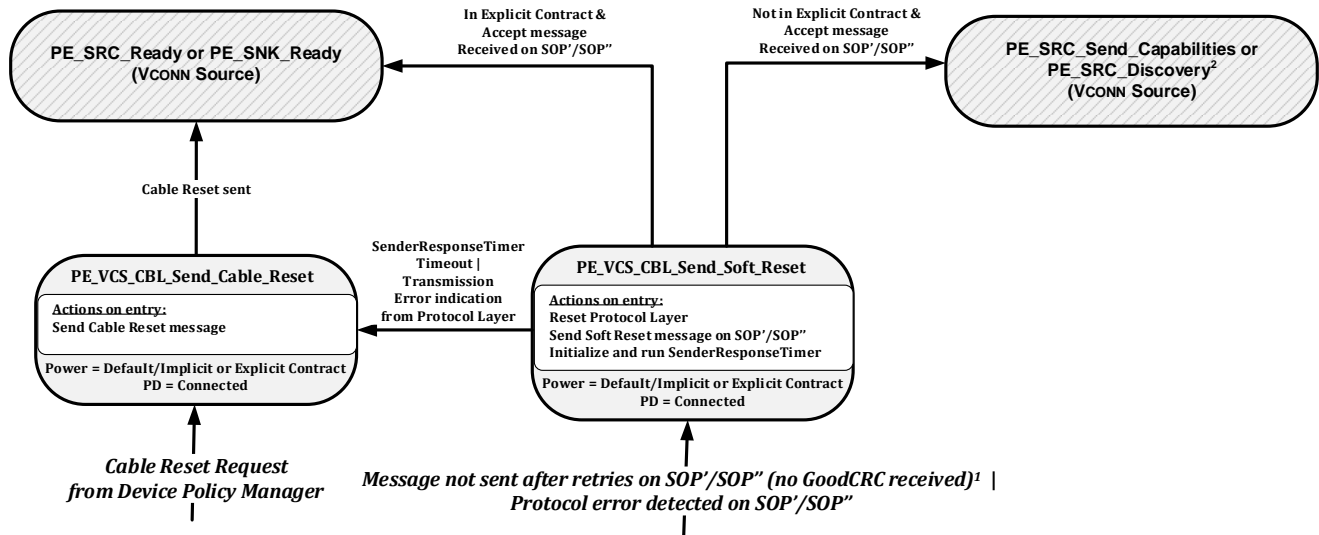 In Explicit Contract &
Accept message
Received on SOP’/SOP”
Not in Explicit Contract &
Accept message
Received on SOP’/SOP”
PE_SRC_Ready or PE_SNK_Ready
(VCONN Source)
PE_SRC_Send_Capabilities or
PE_SRC_Discovery²
(VCONN Source)
Cable Reset sent
SenderResponseTimer
Timeout |
Transmission
Error indication
from Protocol Layer
PE_VCS_CBL_Send_Cable_Reset
Actions on entry:
Send Cable Reset message
Power = Default/Implicit or Explicit Contract
PD = Connected
PE_VCS_CBL_Send_Soft_Reset
Actions on entry:
Reset Protocol Layer
Send Soft Reset message on SOP’/SOP”
Initialize and run SenderResponseTimer
Power = Default/Implicit or Explicit Contract
PD = Connected
Cable Reset Request
from Device Policy Manager
Message not sent after retries on SOP’/SOP” (no GoodCRC received)¹ |
Protocol error detected on SOP’/SOP”